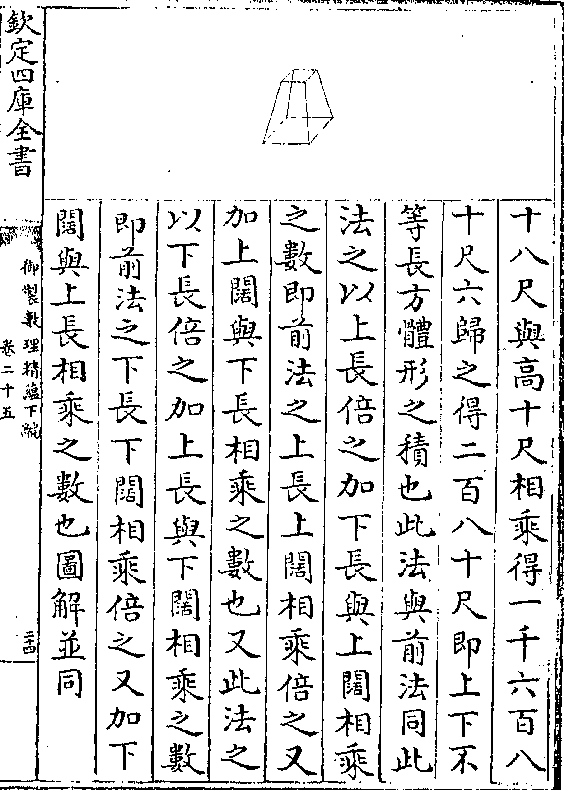 十八尺與高十尺相乘得一千六百八
十尺六歸之得二百八十尺即上下不
等長方體形之積也此法與前法同此
法之以上長倍之加下長與上闊相乘
之數即前法之上長上闊相乘倍之又
加上闊與下長相乘之數也又此法之
以下長倍之加上長與下闊相乘之數
即前法之下長下闊相乘倍之又加下
闊與上長相乘之數也圖解並同
欽定四庫全書
御製數理精蘊下編
卷二十五
三十四